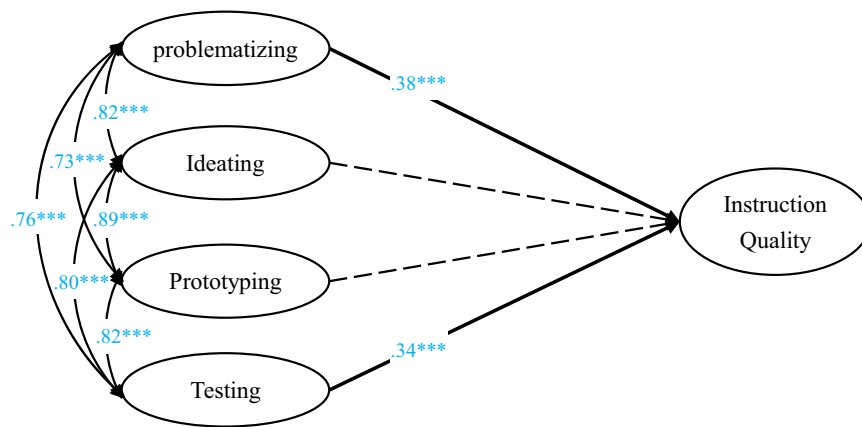 problematizing
.38***
.82***
Ideating
.73***
Instruction
Quality
.76***
.89***
.80***
Prototyping
.82***
.34***
Testing